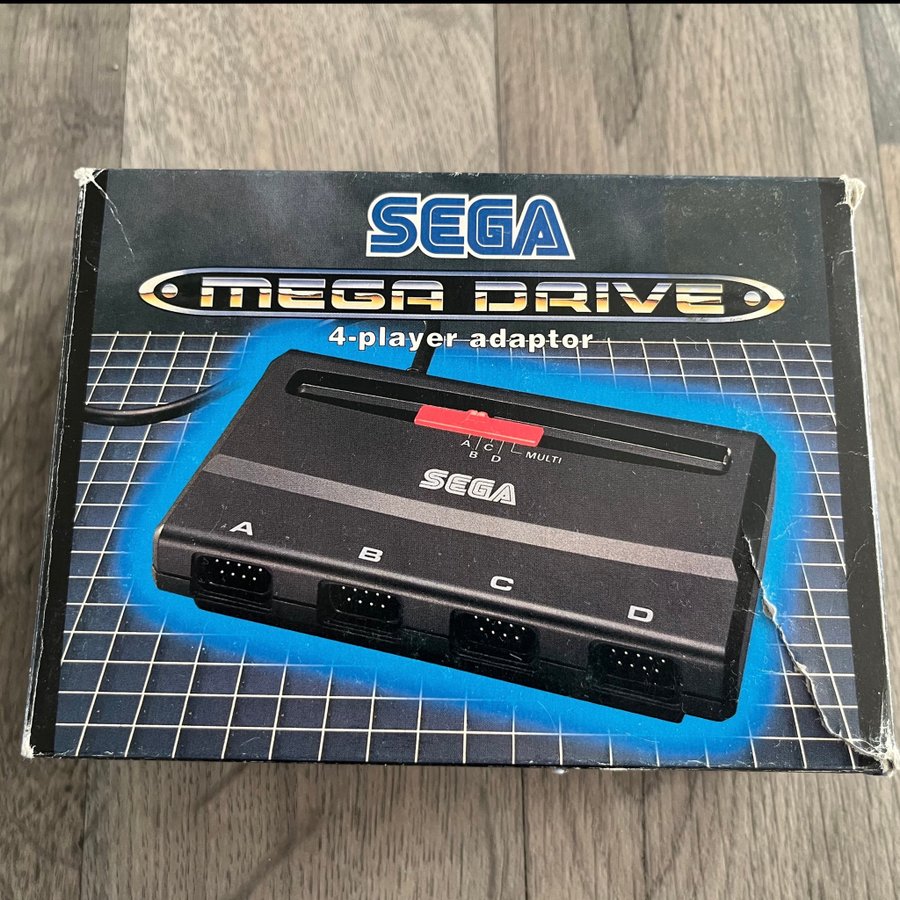 SEGA
MEGA DRIVE
4-player adaptor
A C MULTI
B D
SEGA
A
B
C
D